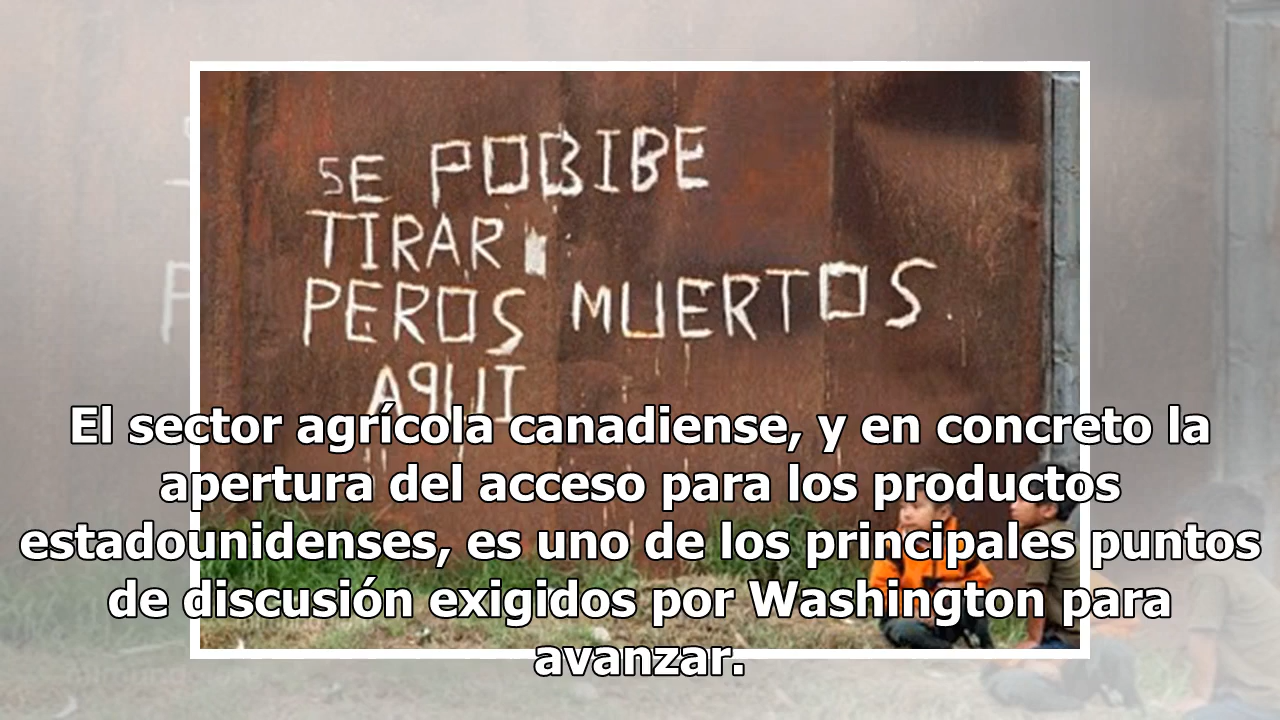 SE POBIBE
TIRAR
PEROS MUERTOS.
AQUI
El sector agrícola canadiense, y en concreto la
apertura del acceso para los productos
estadounidenses, es uno de los principales puntos
de discusión exigidos por Washington para
avanzar.